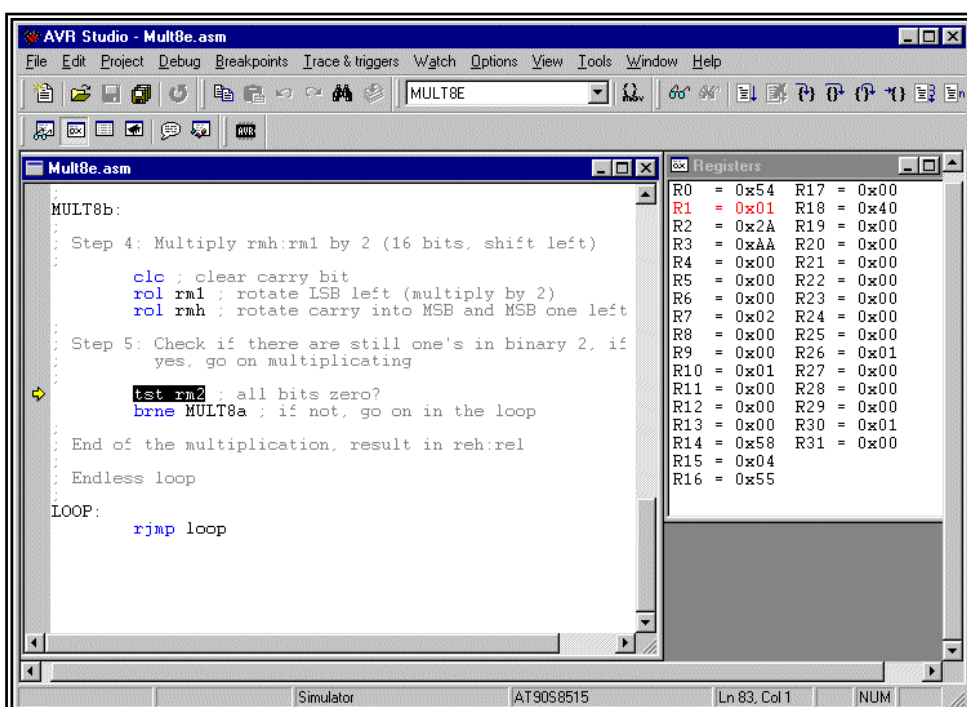 AVR Studio - Mult8e.asm
File Edit Project Debug Breakpoints Trace & triggers Watch Options View Tools Window Help
MULT8E
AVR
Mult8e.asm
;
MULT8b:
;
; Step 4: Multiply rmh:rm1 by 2 (16 bits, shift left)
;
clc ; clear carry bit
rol rm1 ; rotate LSB left (multiply by 2)
rol rmh ; rotate carry into MSB and MSB one left
;
; Step 5: Check if there are still one's in binary 2, if
; yes, go on multiplicating
;
tst rm2 ; all bits zero?
brne MULT8a ; if not, go on in the loop
;
; End of the multiplication, result in reh:rel
;
; Endless loop
;
LOOP:
rjmp loop
Registers
R0 = 0x54 R17 = 0x00
R1 = 0x01 R18 = 0x40
R2 = 0x2A R19 = 0x00
R3 = 0xAA R20 = 0x00
R4 = 0x00 R21 = 0x00
R5 = 0x00 R22 = 0x00
R6 = 0x00 R23 = 0x00
R7 = 0x02 R24 = 0x00
R8 = 0x00 R25 = 0x00
R9 = 0x00 R26 = 0x01
R10 = 0x01 R27 = 0x00
R11 = 0x00 R28 = 0x00
R12 = 0x00 R29 = 0x00
R13 = 0x00 R30 = 0x01
R14 = 0x58 R31 = 0x00
R15 = 0x04
R16 = 0x55
Simulator AT90S8515 Ln 83, Col 1 NUM